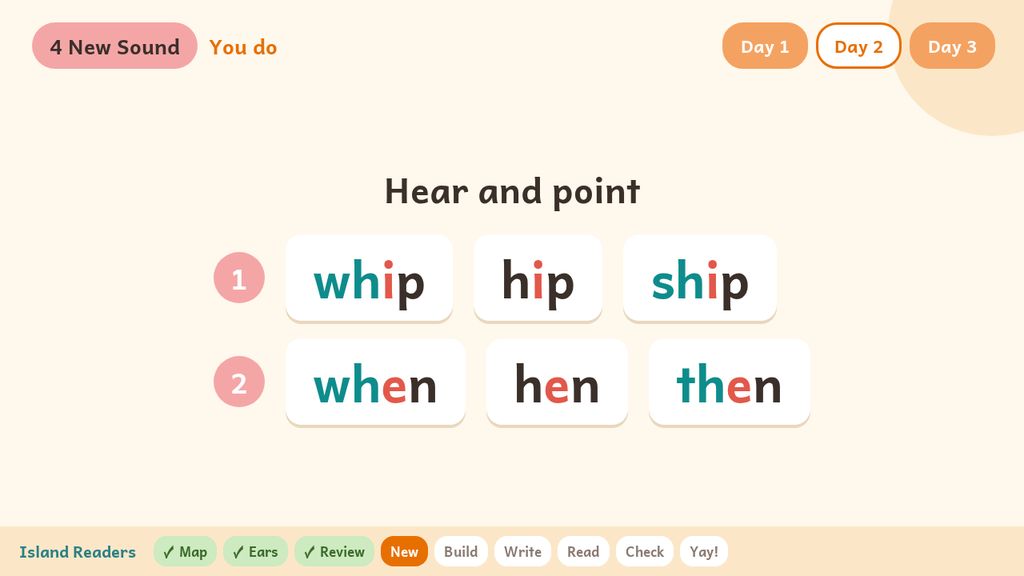 4 New Sound You do Day 1 Day 2 Day 3
Hear and point
1 whip hip ship
2 when hen then
Island Readers ✓ Map ✓ Ears ✓ Review New Build Write Read Check Yay!